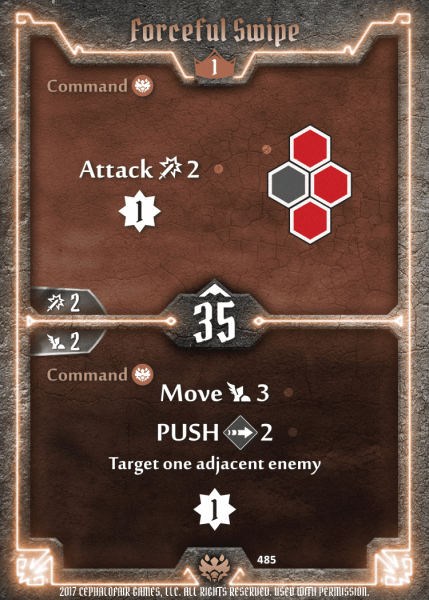 Forceful Swipe
1
Command
Attack 2
1
2
35
2
Command
Move 3
PUSH 2
Target one adjacent enemy
1
485
2017 CEPHALOFAIR GAMES, LLC. ALL RIGHTS RESERVED. USED WITH PERMISSION.